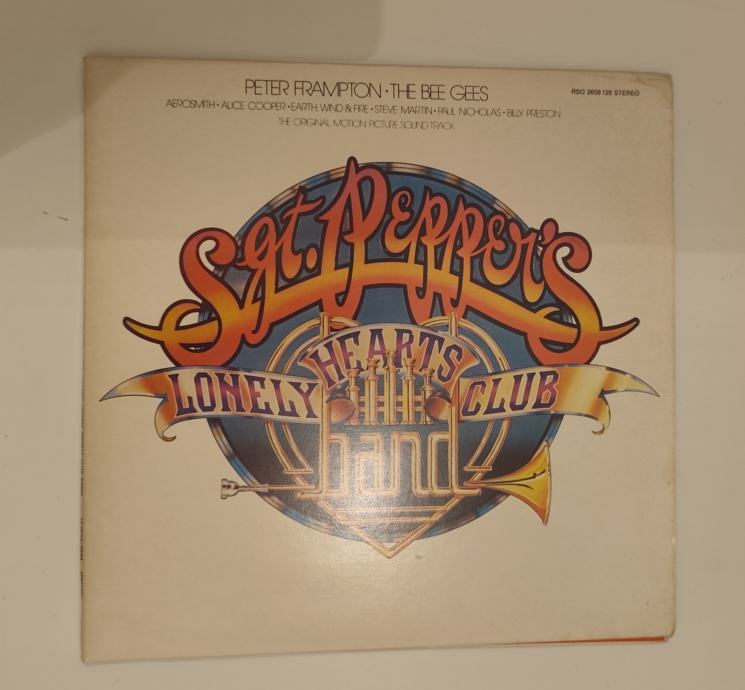 PETER FRAMPTON • THE BEE GEES
RSO 2658 128 STEREO
AEROSMITH • ALICE COOPER • EARTH, WIND & FIRE • STEVE MARTIN • PAUL NICHOLAS • BILLY PRESTON
THE ORIGINAL MOTION PICTURE SOUND TRACK
Sgt. Pepper's
LONELY HEARTS CLUB
band
TM